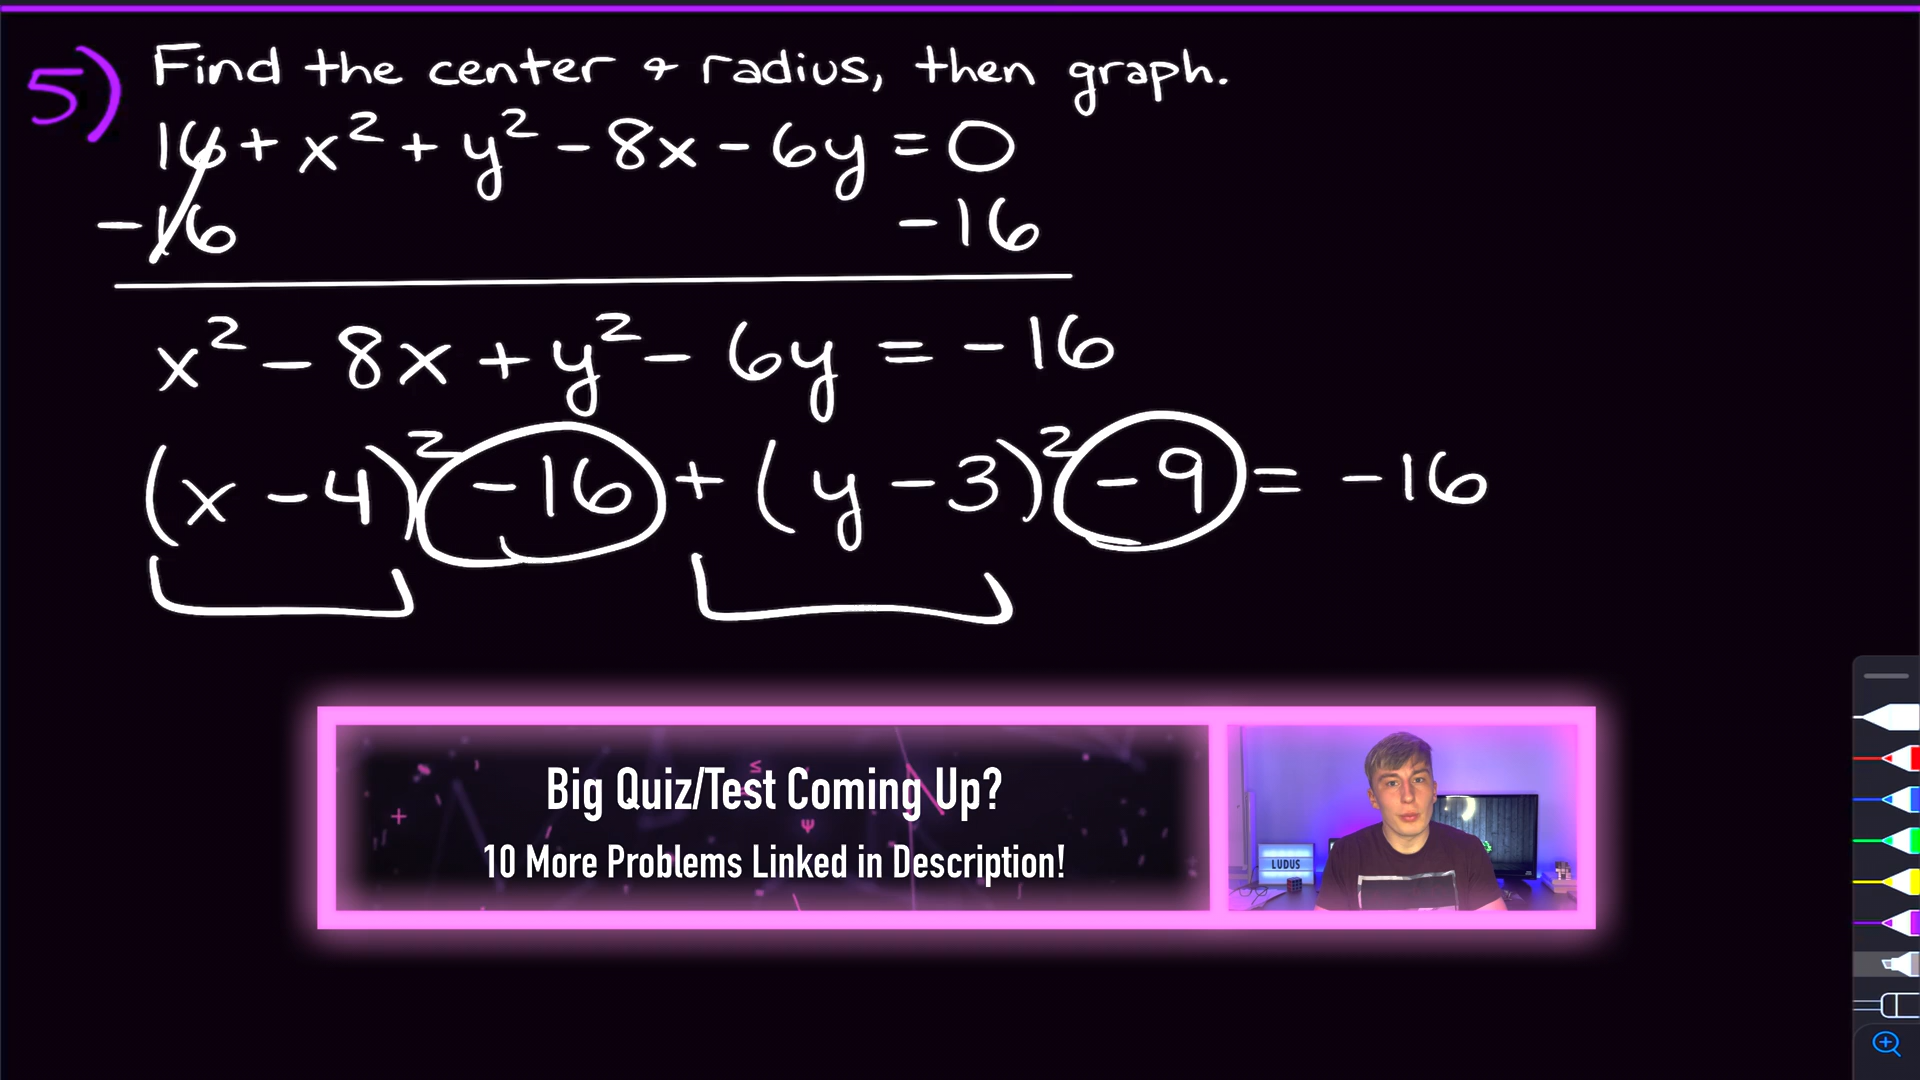 5) Find the center & radius, then graph.
16 + x² + y² - 8x - 6y = 0
-16 -16
x² - 8x + y² - 6y = -16
(x - 4)² - 16 + (y - 3)² - 9 = -16
Big Quiz/Test Coming Up?
10 More Problems Linked in Description!
LUDUS